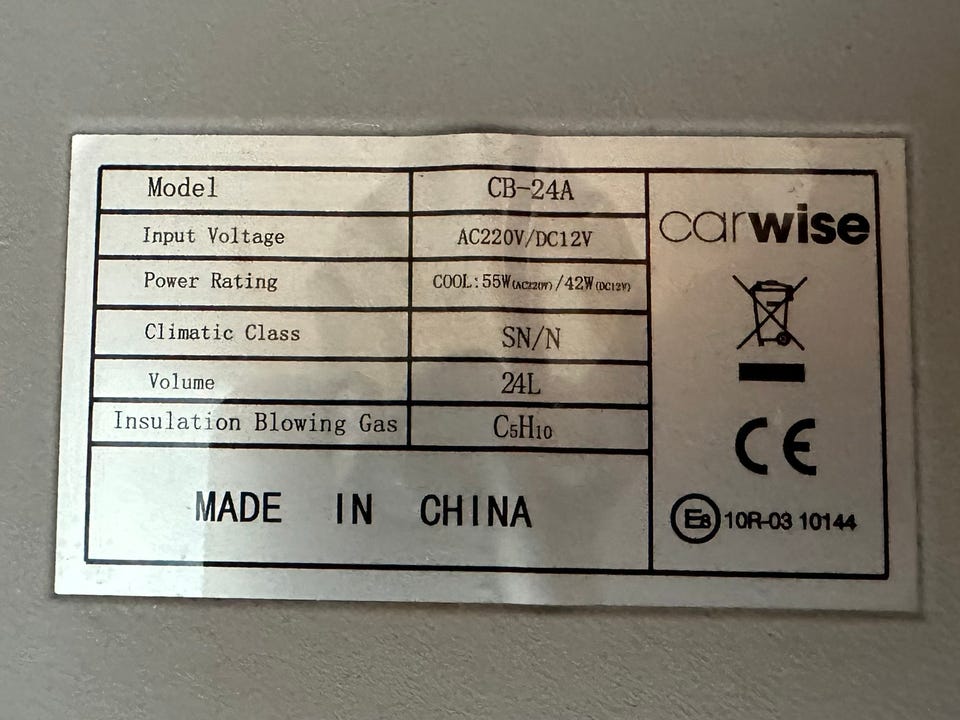 Model CB-24A
Input Voltage AC220V/DC12V
Power Rating COOL:55W(AC220V)/42W(DC12V)
Climatic Class SN/N
Volume 24L
Insulation Blowing Gas C5H10
MADE IN CHINA
carwise
CE
E8 10R-03 10144